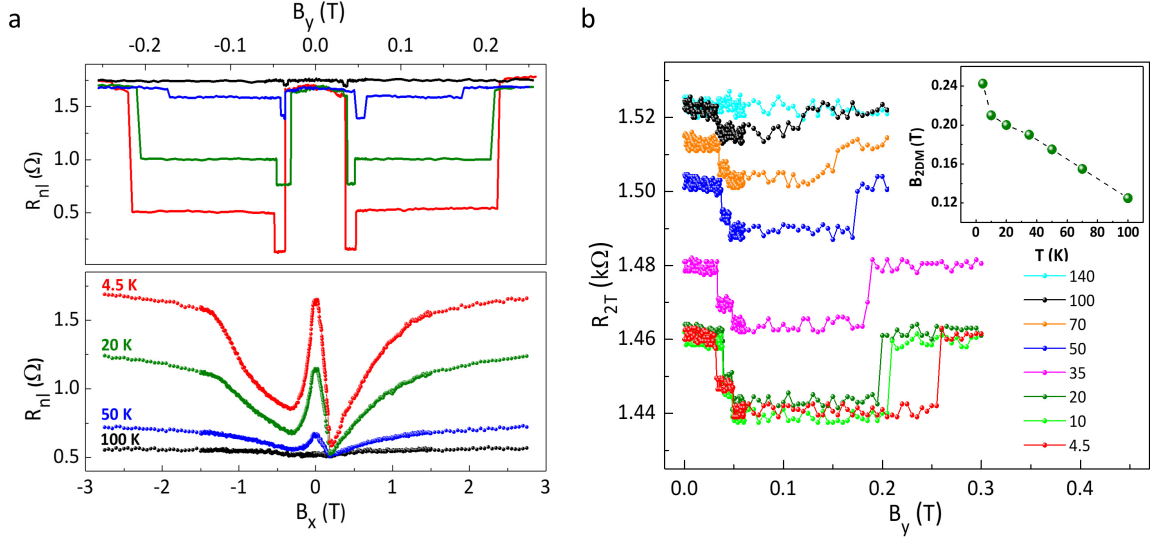 a
B_y (T)
-0.2 -0.1 0.0 0.1 0.2
1.5
1.0
0.5
R_nl (Ω)
4.5 K
20 K
50 K
100 K
1.5
1.0
0.5
R_nl (Ω)
-3 -2 -1 0 1 2 3
B_x (T)
b
1.52
1.50
1.48
1.46
1.44
R_2T (kΩ)
0.0 0.1 0.2 0.3 0.4
B_y (T)
0.24
0.20
0.16
0.12
B_2DM (T)
0 20 40 60 80 100
T (K)
140
100
70
50
35
20
10
4.5